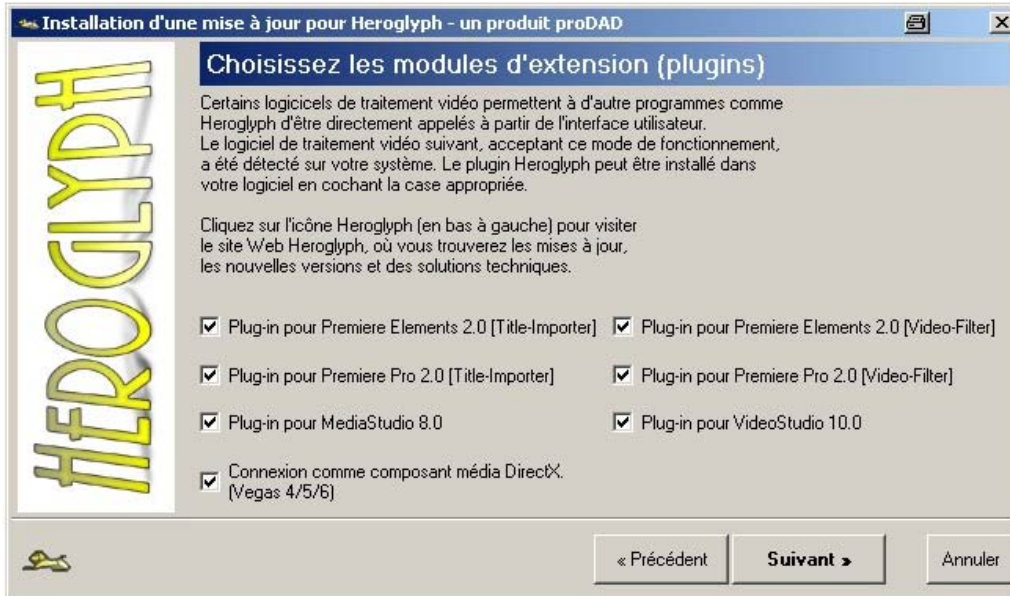 Installation d'une mise à jour pour Heroglyph - un produit proDAD
HEROGLYPH
Choisissez les modules d'extension (plugins)
Certains logicicels de traitement vidéo permettent à d'autre programmes comme
Heroglyph d'être directement appelés à partir de l'interface utilisateur.
Le logiciel de traitement vidéo suivant, acceptant ce mode de fonctionnement,
a été détecté sur votre système. Le plugin Heroglyph peut être installé dans
votre logiciel en cochant la case appropriée.
Cliquez sur l'icône Heroglyph (en bas à gauche) pour visiter
le site Web Heroglyph, où vous trouverez les mises à jour,
les nouvelles versions et des solutions techniques.
Plug-in pour Premiere Elements 2.0 [Title-Importer]
Plug-in pour Premiere Elements 2.0 [Video-Filter]
Plug-in pour Premiere Pro 2.0 [Title-Importer]
Plug-in pour Premiere Pro 2.0 [Video-Filter]
Plug-in pour MediaStudio 8.0
Plug-in pour VideoStudio 10.0
Connexion comme composant média DirectX.
(Vegas 4/5/6)
« Précédent
Suivant »
Annuler